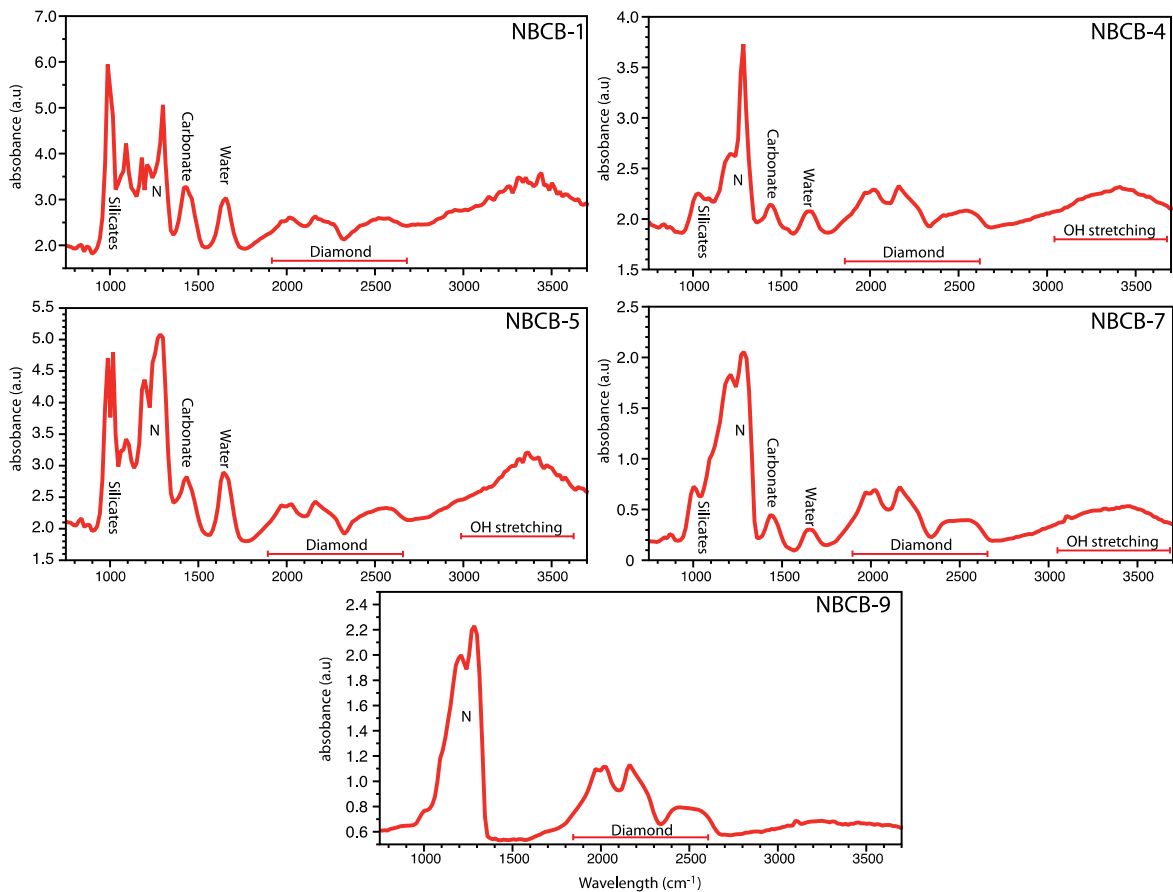 NBCB-1
absobance (a.u)
7.0
6.0
5.0
4.0
3.0
2.0
Silicates
N
Carbonate
Water
Diamond
1000 1500 2000 2500 3000 3500
NBCB-4
absobance (a.u)
4.0
3.5
3.0
2.5
2.0
1.5
Silicates
N
Carbonate
Water
Diamond
OH stretching
1000 1500 2000 2500 3000 3500
NBCB-5
absobance (a.u)
5.5
5.0
4.5
4.0
3.5
3.0
2.5
2.0
1.5
Silicates
N
Carbonate
Water
Diamond
OH stretching
1000 1500 2000 2500 3000 3500
NBCB-7
absobance (a.u)
2.5
2.0
1.5
1.0
0.5
0
Silicates
N
Carbonate
Water
Diamond
OH stretching
1000 1500 2000 2500 3000 3500
NBCB-9
absobance (a.u)
2.4
2.2
2.0
1.8
1.6
1.4
1.2
1.0
0.8
0.6
N
Diamond
1000 1500 2000 2500 3000 3500
Wavelength (cm⁻¹)